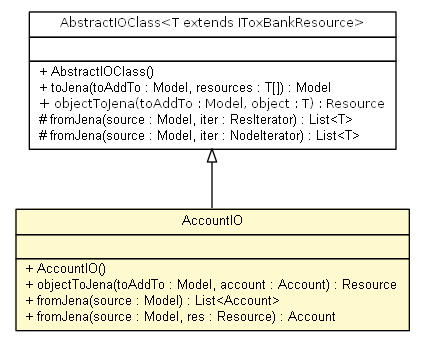 AbstractIOClass<T extends IToxBankResource>
+ AbstractIOClass()
+ toJena(toAddTo : Model, resources : T[]) : Model
+ objectToJena(toAddTo : Model, object : T) : Resource
# fromJena(source : Model, iter : ResIterator) : List<T>
# fromJena(source : Model, iter : NodeIterator) : List<T>
AccountIO
+ AccountIO()
+ objectToJena(toAddTo : Model, account : Account) : Resource
+ fromJena(source : Model) : List<Account>
+ fromJena(source : Model, res : Resource) : Account